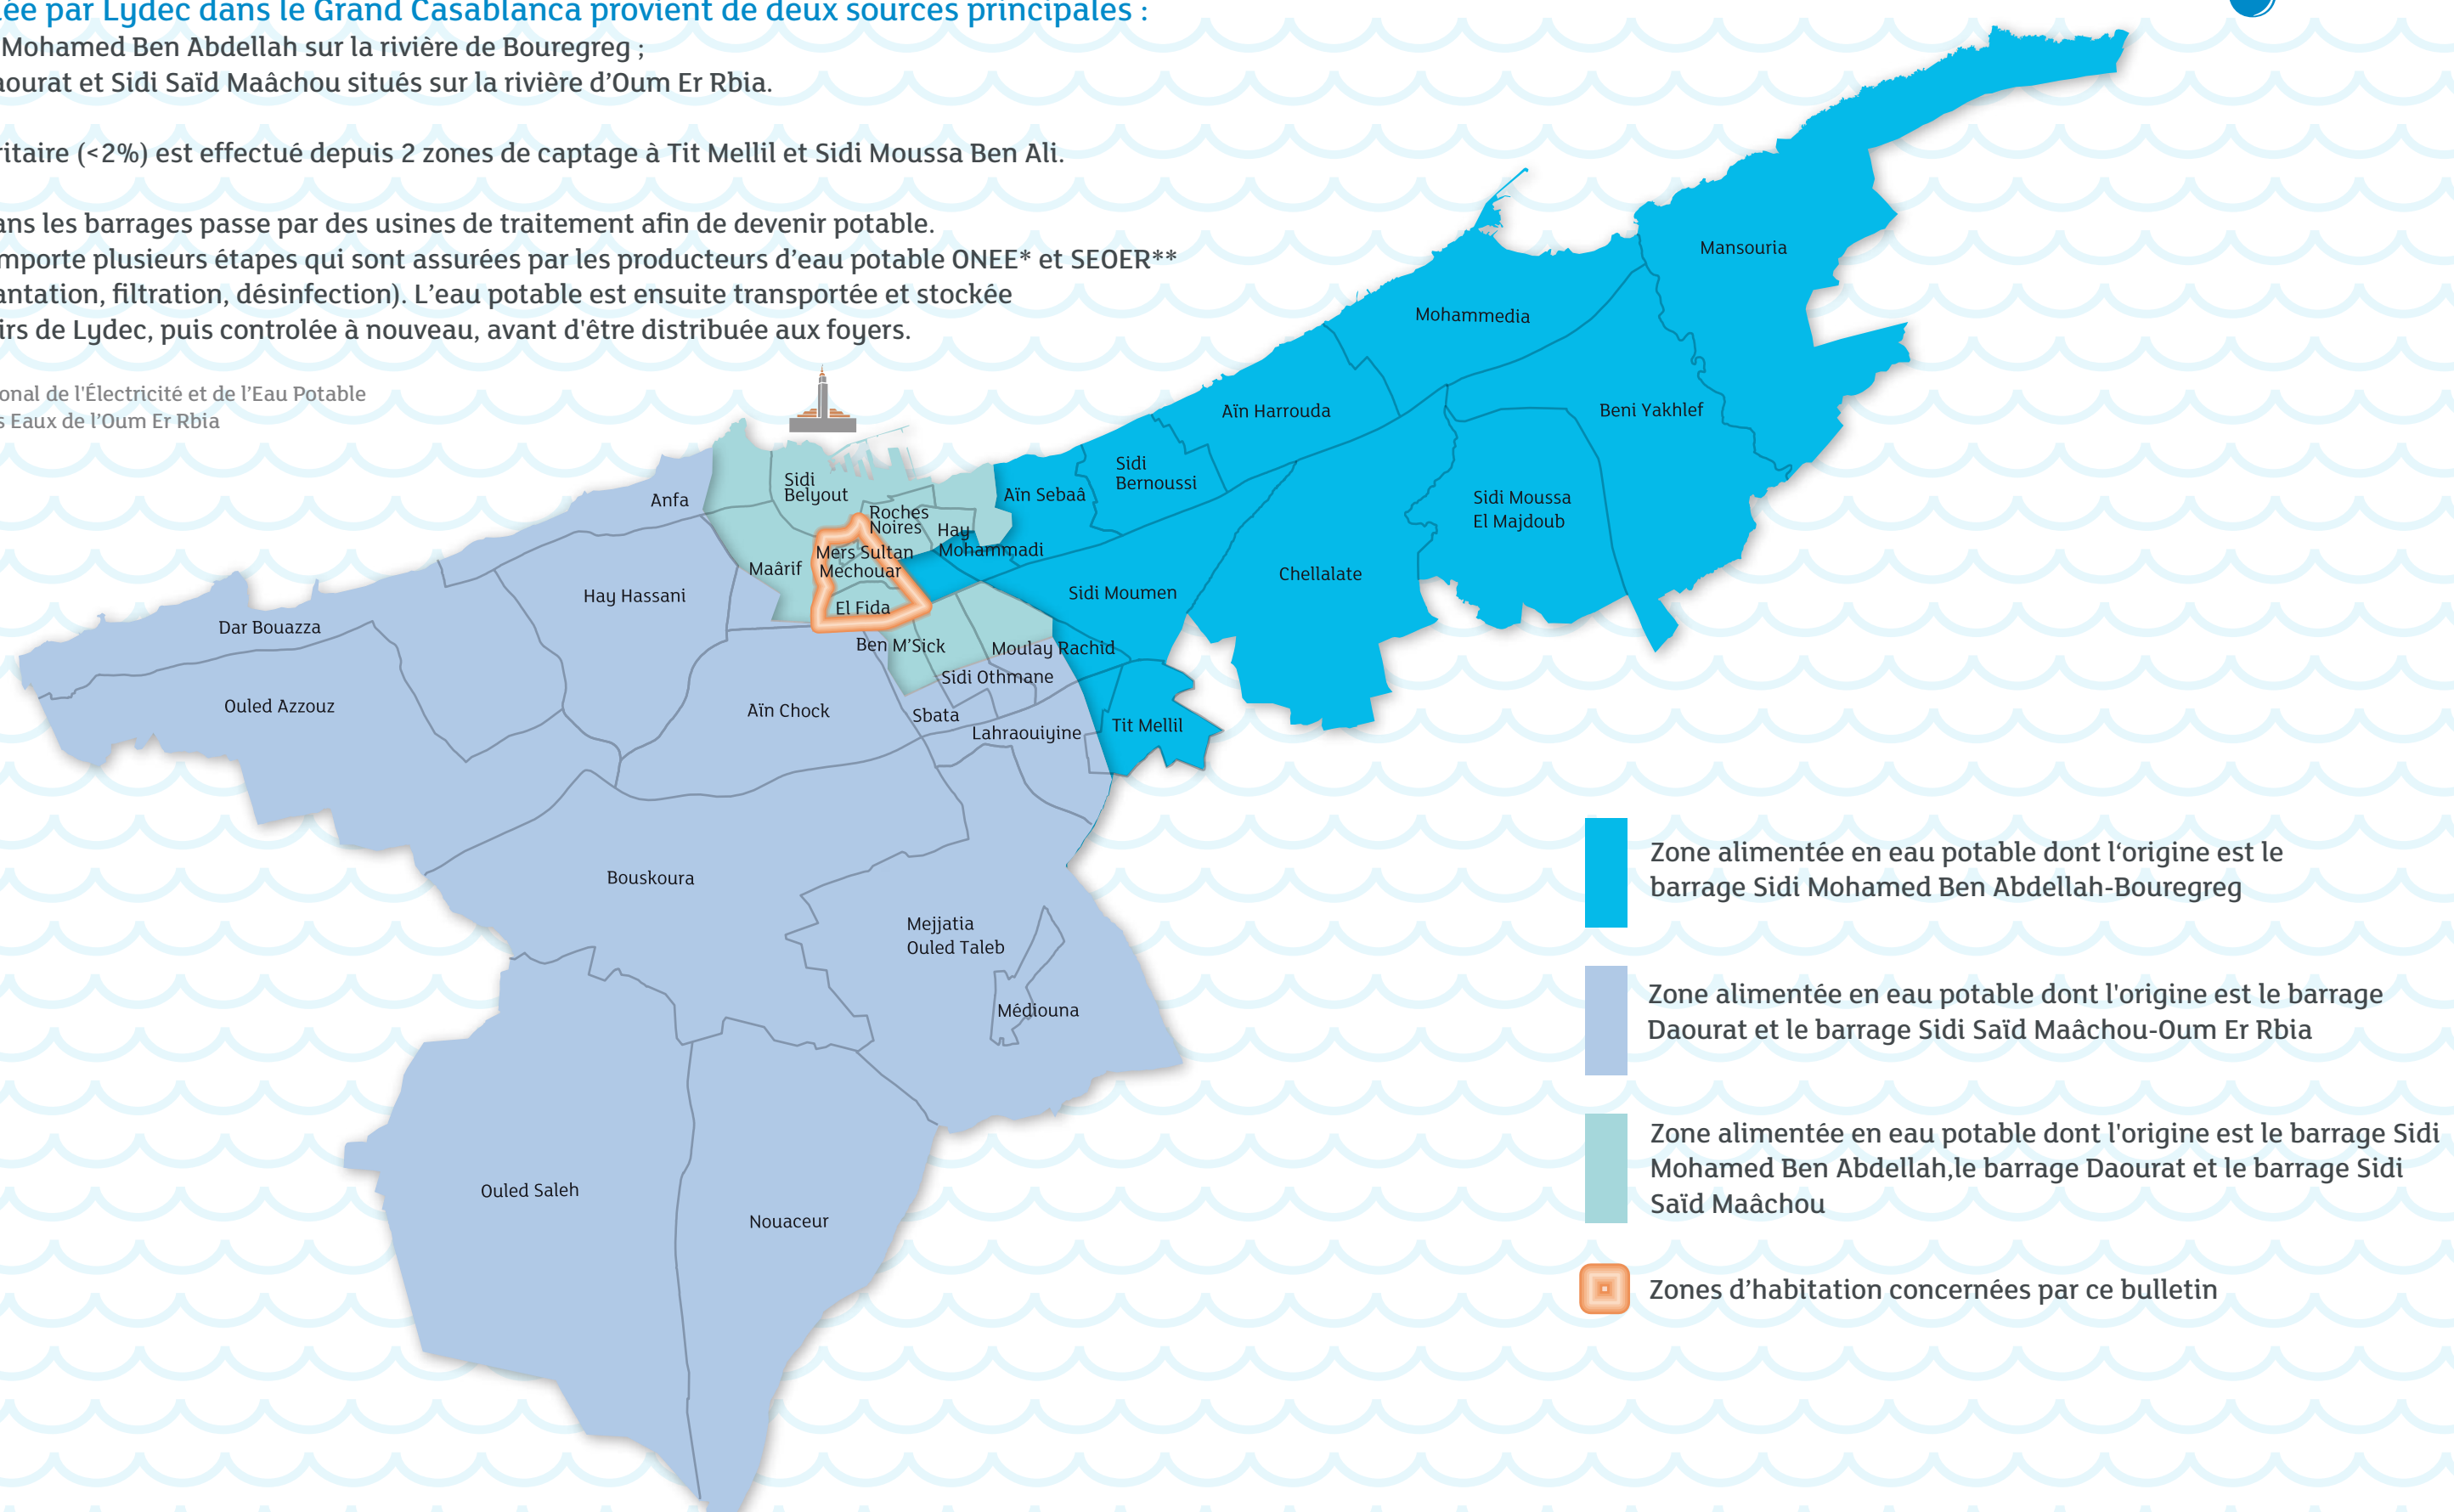 ée par Lydec dans le Grand Casablanca provient de deux sources principales :
Mohamed Ben Abdellah sur la rivière de Bouregreg ;
aourat et Sidi Saïd Maâchou situés sur la rivière d’Oum Er Rbia.
ritaire (<2%) est effectué depuis 2 zones de captage à Tit Mellil et Sidi Moussa Ben Ali.
ans les barrages passe par des usines de traitement afin de devenir potable.
mporte plusieurs étapes qui sont assurées par les producteurs d’eau potable ONEE* et SEOER**
antation, filtration, désinfection). L’eau potable est ensuite transportée et stockée
irs de Lydec, puis controlée à nouveau, avant d'être distribuée aux foyers.
onal de l'Électricité et de l’Eau Potable
s Eaux de l’Oum Er Rbia
Mansouria
Mohammedia
Aïn Harrouda
Beni Yakhlef
Sidi
Bernoussi
Aïn Sebaâ
Sidi Moussa
El Majdoub
Anfa
Sidi
Belyout
Roches
Noires
Hay
Mohammadi
Mers Sultan
Mechouar
Maârif
El Fida
Chellalate
Sidi Moumen
Hay Hassani
Dar Bouazza
Ben M’Sick
Moulay Rachid
Sidi Othmane
Ouled Azzouz
Aïn Chock
Sbata
Lahraouiyine
Tit Mellil
Bouskoura
Mejjatia
Ouled Taleb
Médiouna
Ouled Saleh
Nouaceur
Zone alimentée en eau potable dont l‘origine est le
barrage Sidi Mohamed Ben Abdellah-Bouregreg
Zone alimentée en eau potable dont l'origine est le barrage
Daourat et le barrage Sidi Saïd Maâchou-Oum Er Rbia
Zone alimentée en eau potable dont l'origine est le barrage Sidi
Mohamed Ben Abdellah,le barrage Daourat et le barrage Sidi
Saïd Maâchou
Zones d’habitation concernées par ce bulletin